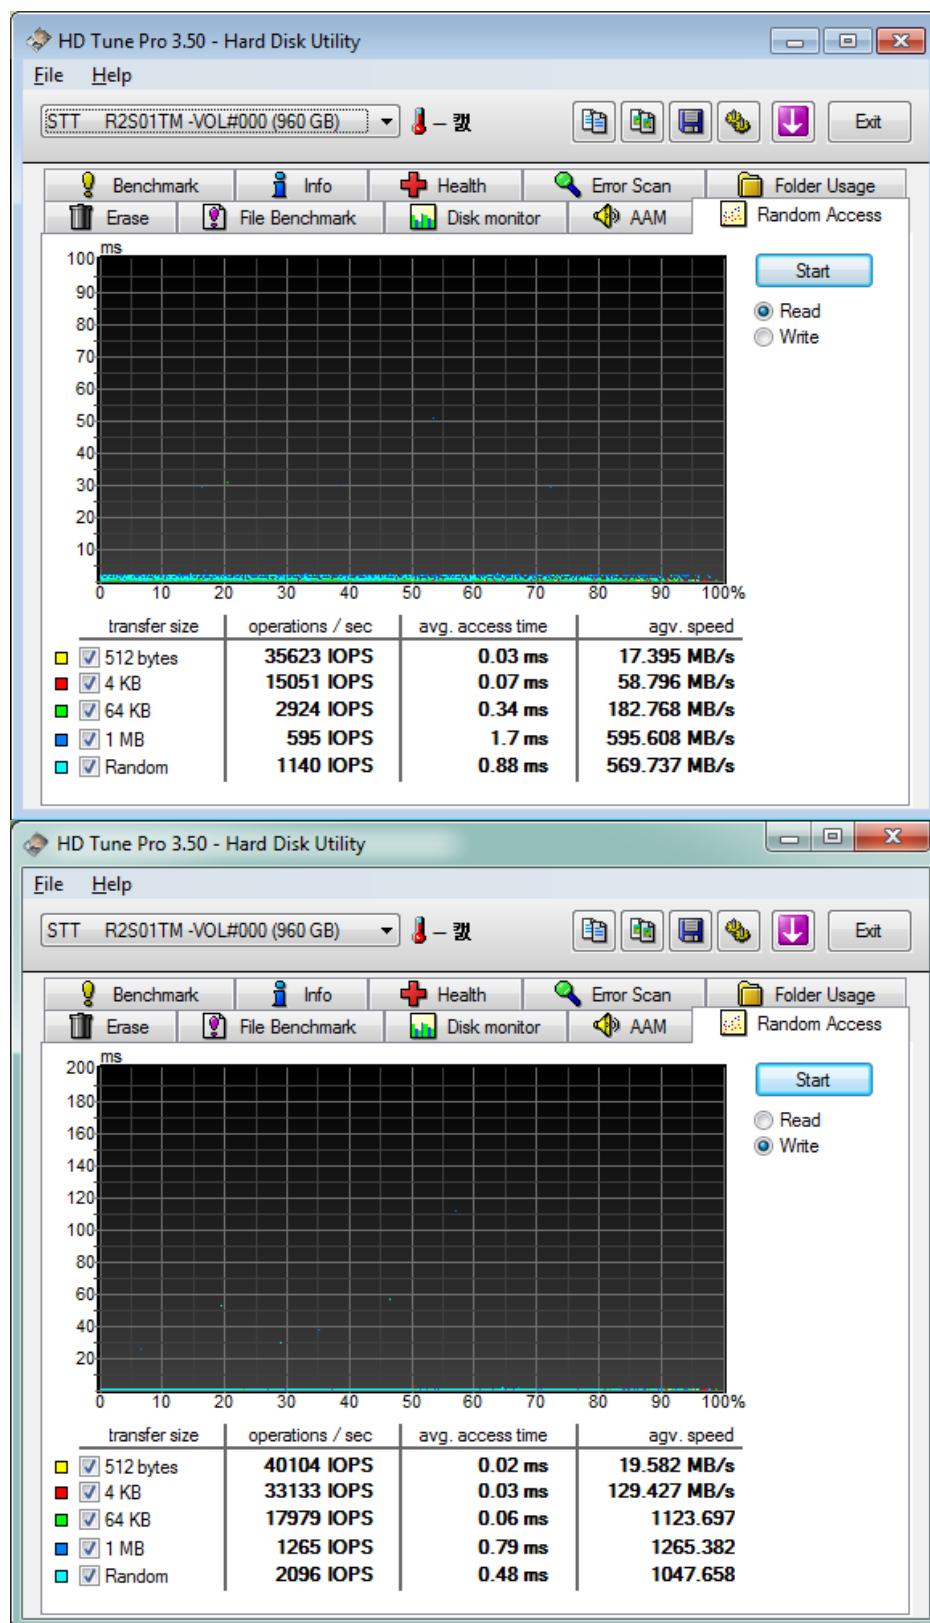 HD Tune Pro 3.50 - Hard Disk Utility
File Help
STT R2S01TM -VOL#000 (960 GB) Exit
Benchmark Info Health Error Scan Folder Usage
Erase File Benchmark Disk monitor AAM Random Access
ms
100
90
80
70
60
50
40
30
20
10
0 10 20 30 40 50 60 70 80 90 100%
Start
Read
Write
transfer size operations / sec avg. access time agv. speed
512 bytes 35623 IOPS 0.03 ms 17.395 MB/s
4 KB 15051 IOPS 0.07 ms 58.796 MB/s
64 KB 2924 IOPS 0.34 ms 182.768 MB/s
1 MB 595 IOPS 1.7 ms 595.608 MB/s
Random 1140 IOPS 0.88 ms 569.737 MB/s
HD Tune Pro 3.50 - Hard Disk Utility
File Help
STT R2S01TM -VOL#000 (960 GB) Exit
Benchmark Info Health Error Scan Folder Usage
Erase File Benchmark Disk monitor AAM Random Access
ms
200
180
160
140
120
100
80
60
40
20
0 10 20 30 40 50 60 70 80 90 100%
Start
Read
Write
transfer size operations / sec avg. access time agv. speed
512 bytes 40104 IOPS 0.02 ms 19.582 MB/s
4 KB 33133 IOPS 0.03 ms 129.427 MB/s
64 KB 17979 IOPS 0.06 ms 1123.697
1 MB 1265 IOPS 0.79 ms 1265.382
Random 2096 IOPS 0.48 ms 1047.658